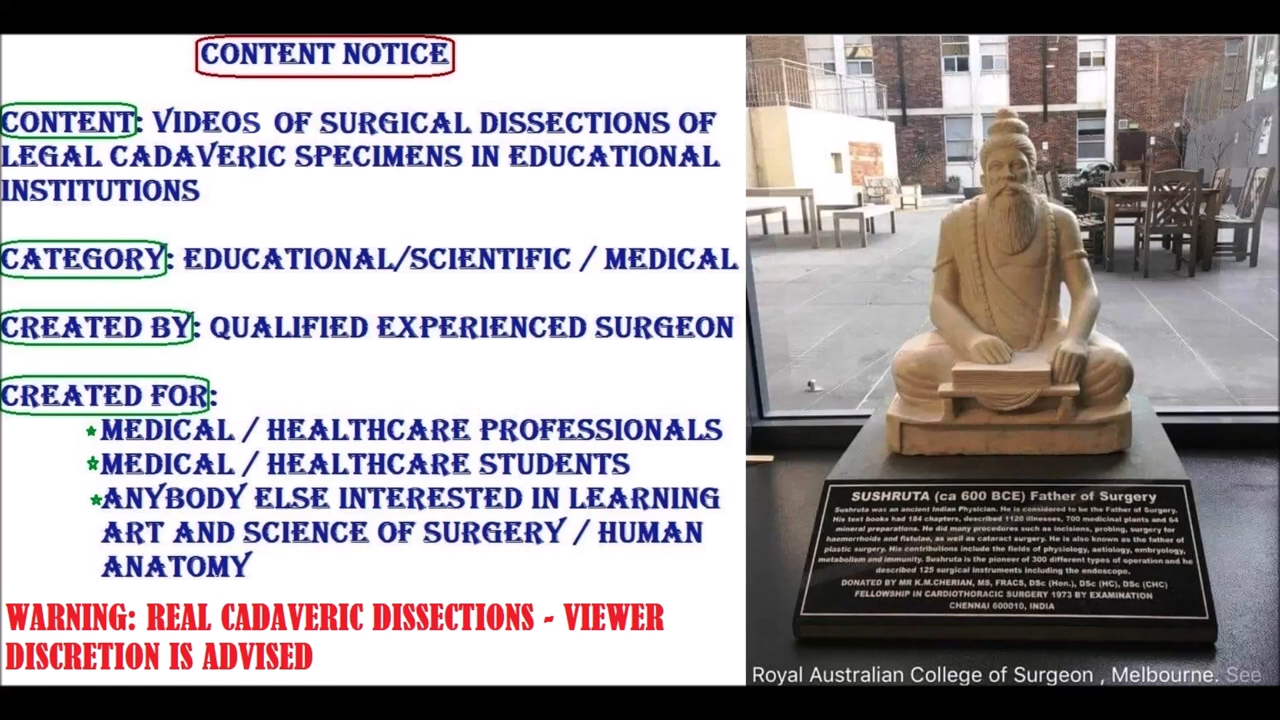 CONTENT NOTICE
CONTENT: VIDEOS OF SURGICAL DISSECTIONS OF
LEGAL CADAVERIC SPECIMENS IN EDUCATIONAL
INSTITUTIONS
CATEGORY: EDUCATIONAL/SCIENTIFIC / MEDICAL
CREATED BY: QUALIFIED EXPERIENCED SURGEON
CREATED FOR:
*MEDICAL / HEALTHCARE PROFESSIONALS
*MEDICAL / HEALTHCARE STUDENTS
*ANYBODY ELSE INTERESTED IN LEARNING
ART AND SCIENCE OF SURGERY / HUMAN
ANATOMY
WARNING: REAL CADAVERIC DISSECTIONS - VIEWER
DISCRETION IS ADVISED
SUSHRUTA (ca 600 BCE) Father of Surgery
Sushruta was an ancient Indian Physician. He is considered to be the Father of Surgery.
His text books had 184 chapters, described 1120 illnesses, 700 medicinal plants and 64
mineral preparations. He did many procedures such as incisions, probing, surgery for
haemorrhoids and fistulae, as well as cataract surgery. He is also known as the father of
plastic surgery. His contributions include the fields of physiology, aetiology, embryology,
metabolism and immunity. Sushruta is the pioneer of 300 different types of operation and he
described 125 surgical instruments including the endoscope.
DONATED BY MR K.M.CHERIAN, MS, FRACS, DSc (Hon.), DSc (HC), DSc (CHC)
FELLOWSHIP IN CARDIOTHORACIC SURGERY 1973 BY EXAMINATION
CHENNAI 600010, INDIA
Royal Australian College of Surgeon , Melbourne. See